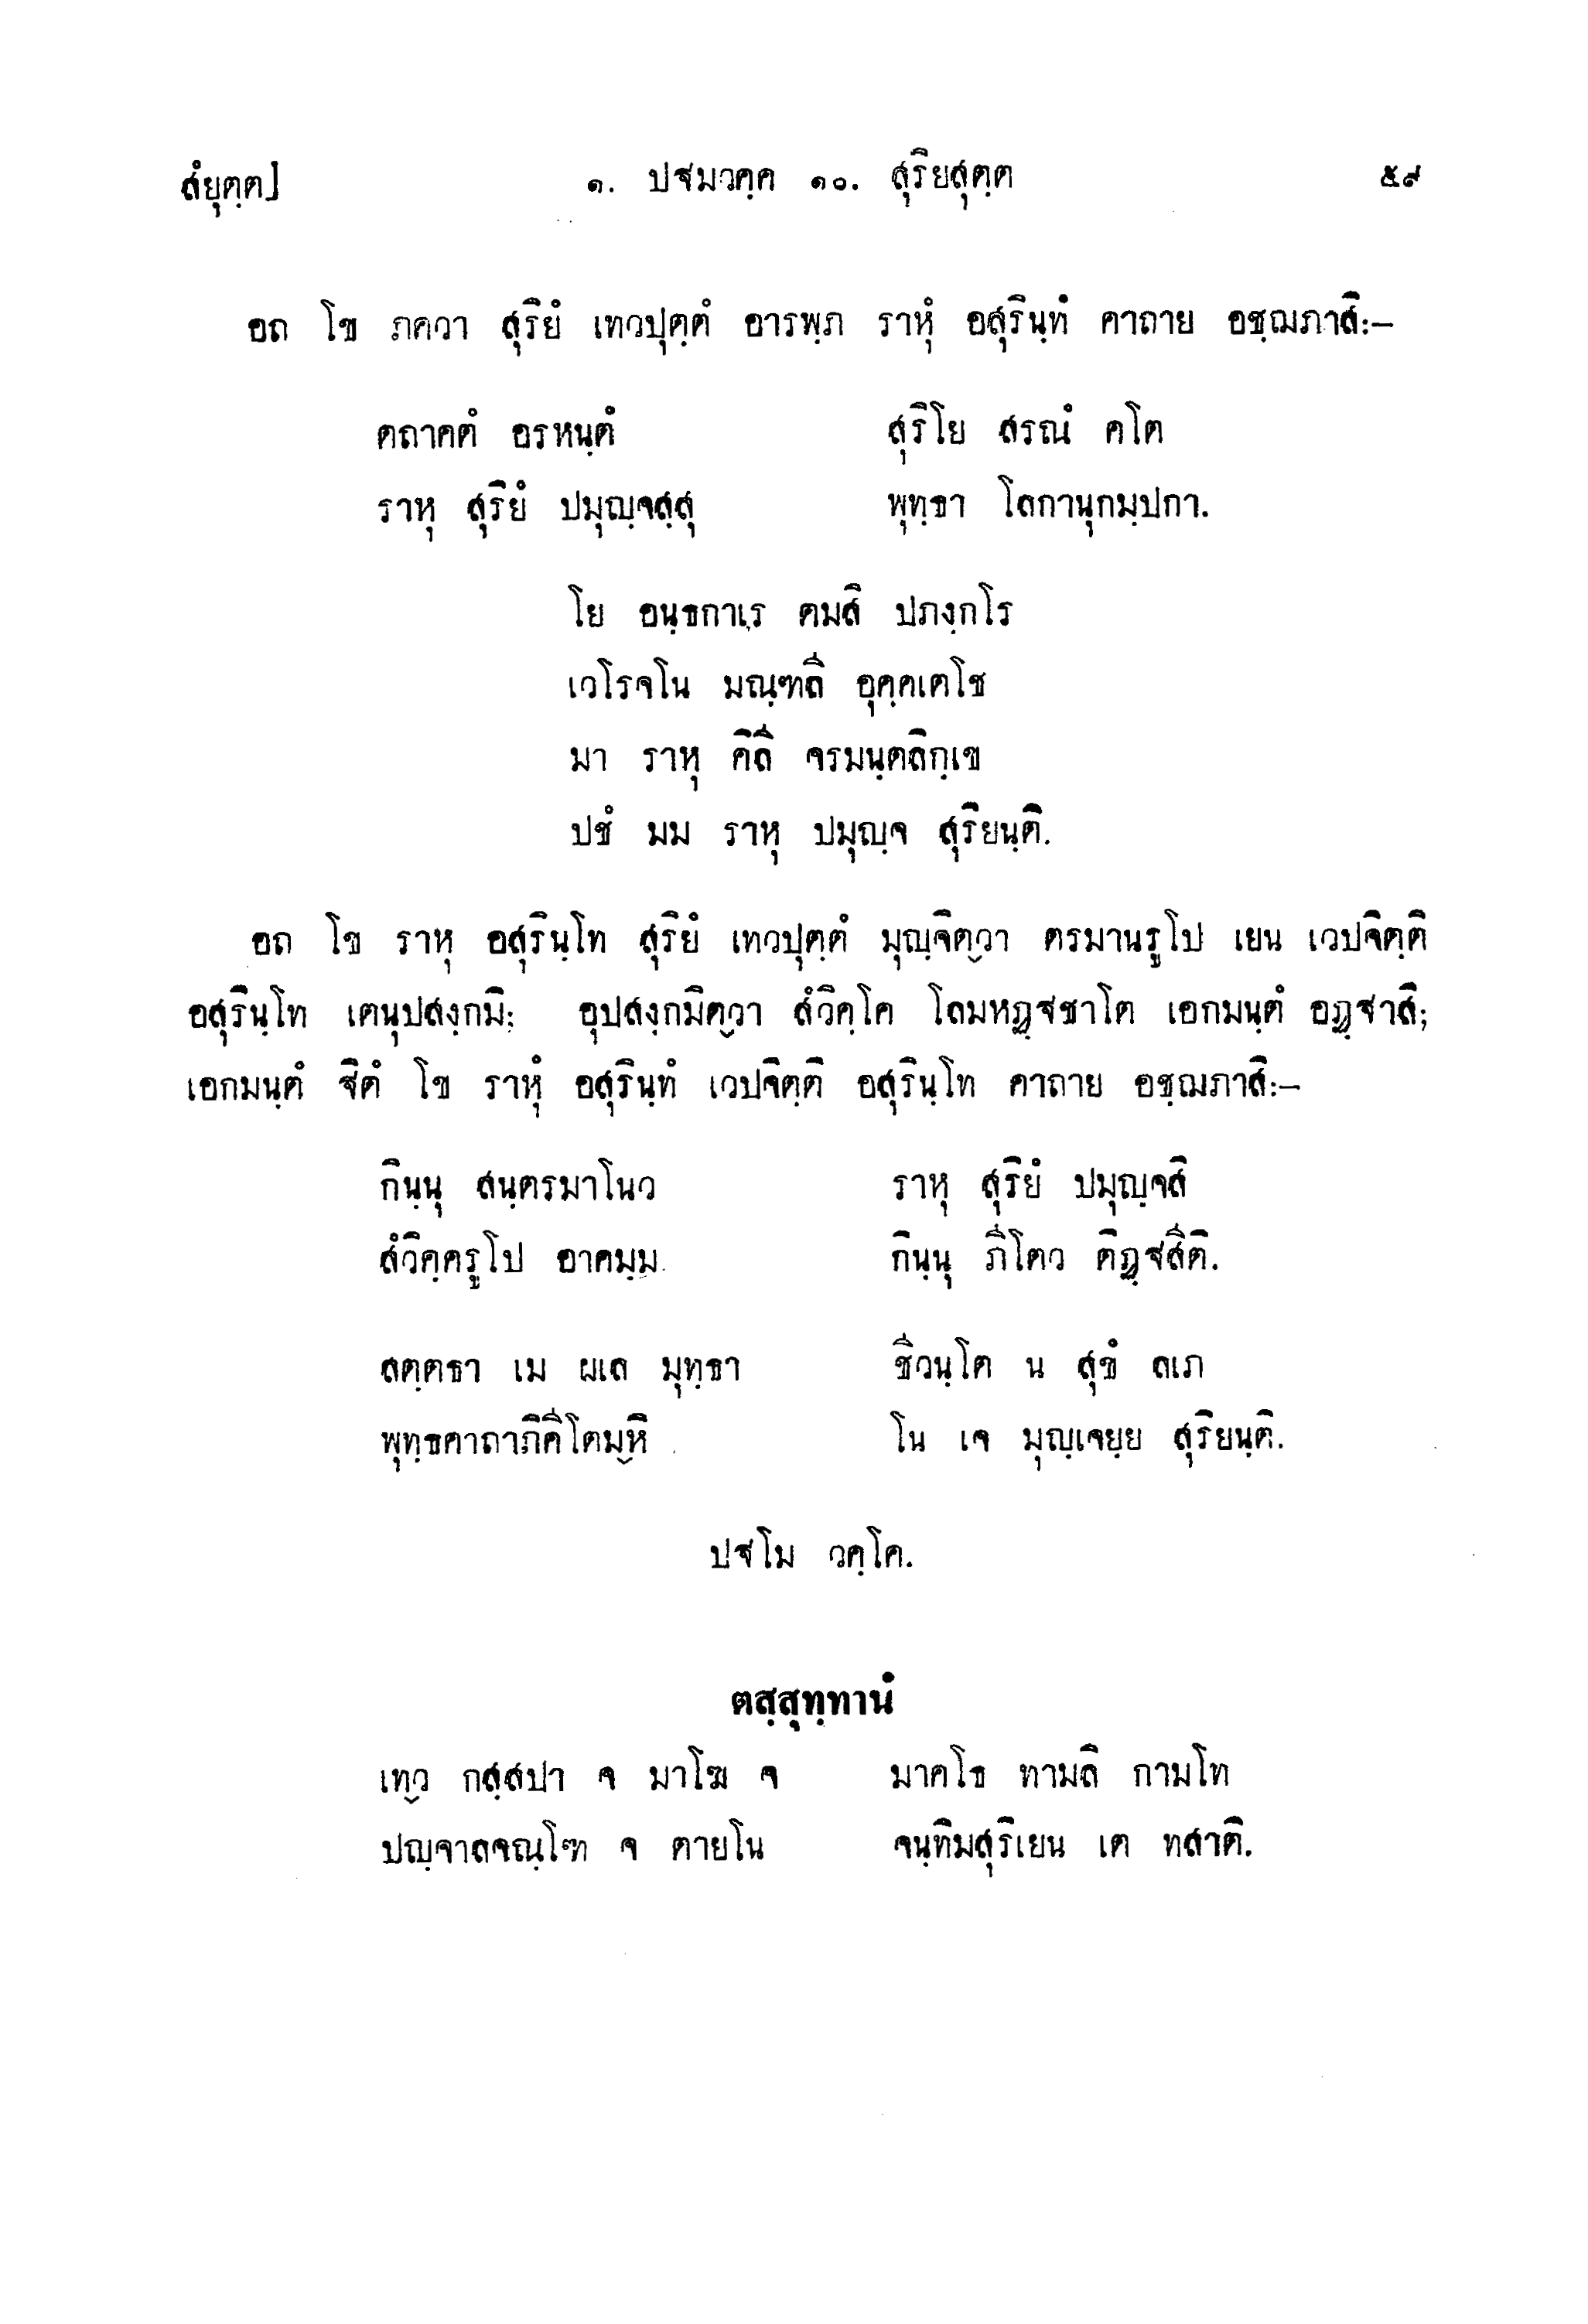 สํยุตฺต]	๑. ปฐมวคฺค ๑๐. สุริยสุตฺต	๕๙
อถ โข ภควา สุริยํ เทวปุตฺตํ อารพฺภ ราหุํ อสุรินฺทํ คาถาย อชฺฌภาสิ:–
ตถาคตํ อรหนฺตํ	สุริโย สรณํ คโต
ราหุ สุริยํ ปมุญฺจสฺสุ	พุทฺธา โลกานุกมฺปกา.
โย อนฺธกาเร ตมสิ ปภงฺกโร
เวโรจโน มณฺฑลี อุคฺคเตโช
มา ราหุ คิลี จรมนฺตลิกฺเข
ปชํ มม ราหุ ปมุญฺจ สุริยนฺติ.
อถ โข ราหุ อสุรินฺโท สุริยํ เทวปุตฺตํ มุญฺจิตฺวา ตรมานรูโป เยน เวปจิตฺติ
อสุรินฺโท เตนุปสงฺกมิ; อุปสงฺกมิตฺวา สํวิคฺโค โลมหฏฺฐชาโต เอกมนฺตํ อฏฺฐาสิ;
เอกมนฺตํ ฐิตํ โข ราหุํ อสุรินฺทํ เวปจิตฺติ อสุรินฺโท คาถาย อชฺฌภาสิ:–
กินฺนุ สนฺตรมาโนว	ราหุ สุริยํ ปมุญฺจสิ
สํวิคฺครูโป อาคมฺม	กินฺนุ ภีโตว ติฏฺฐสีติ.
สตฺตธา เม ผเล มุทฺธา	ชีวนฺโต น สุขํ ลเภ
พุทฺธคาถาภิคีโตมฺหิ	โน เจ มุญฺเจยฺย สุริยนฺติ.
ปฐโม วคฺโค.
ตสฺสุทฺทานํ
เทฺว กสฺสปา จ มาโฆ จ	มาคโธ ทามลิ กามโท
ปญฺจาลจณฺโฑ จ ตายโน	จนฺทิมสุริเยน เต ทสาติ.